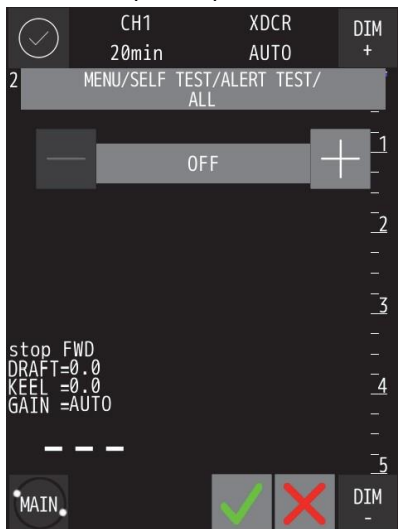 CH1 XDCR DIM
20min AUTO +
2 MENU/SELF TEST/ALERT TEST/
ALL
1
− OFF +
2
3
stop FWD
DRAFT=0.0
KEEL =0.0
4
GAIN =AUTO
---
5
MAIN DIM
-